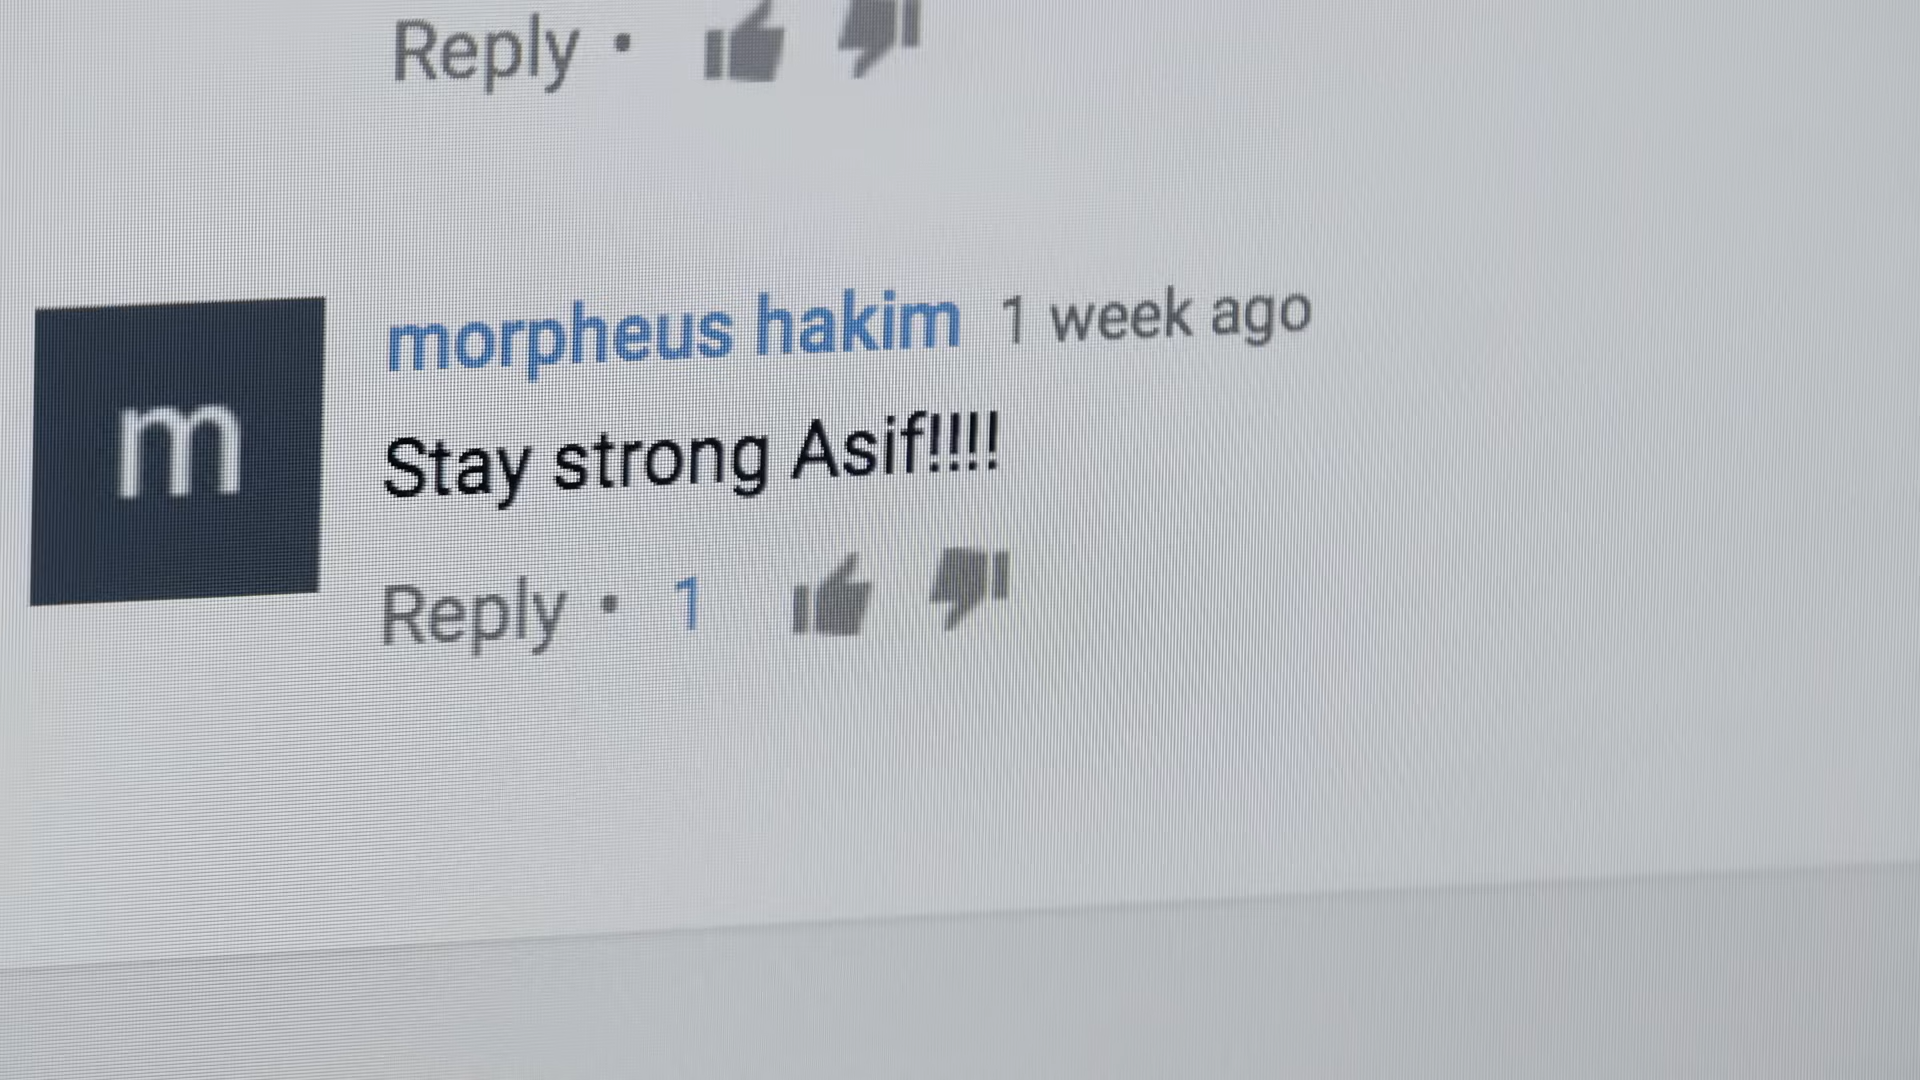 Reply •
m
morpheus hakim 1 week ago
Stay strong Asif!!!!
Reply • 1